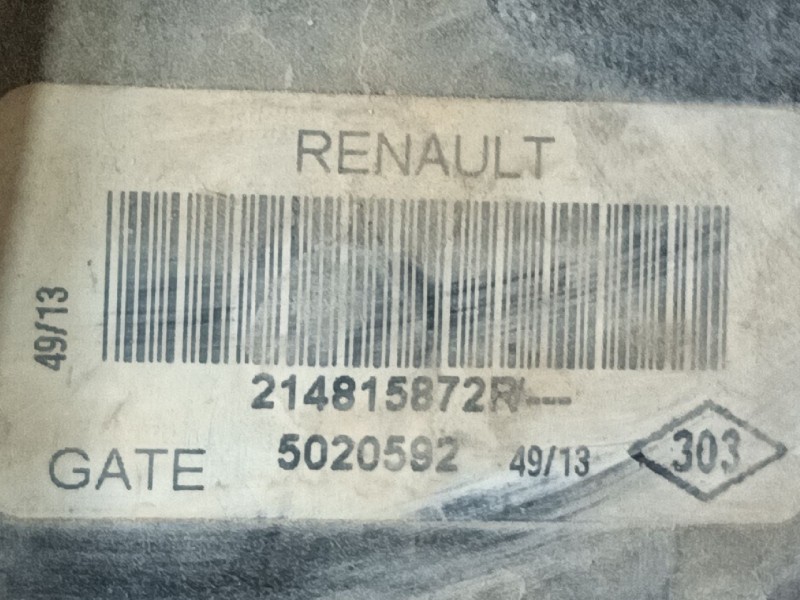 RENAULT
49/13
214815872R/---
GATE 5020592 49/13 303